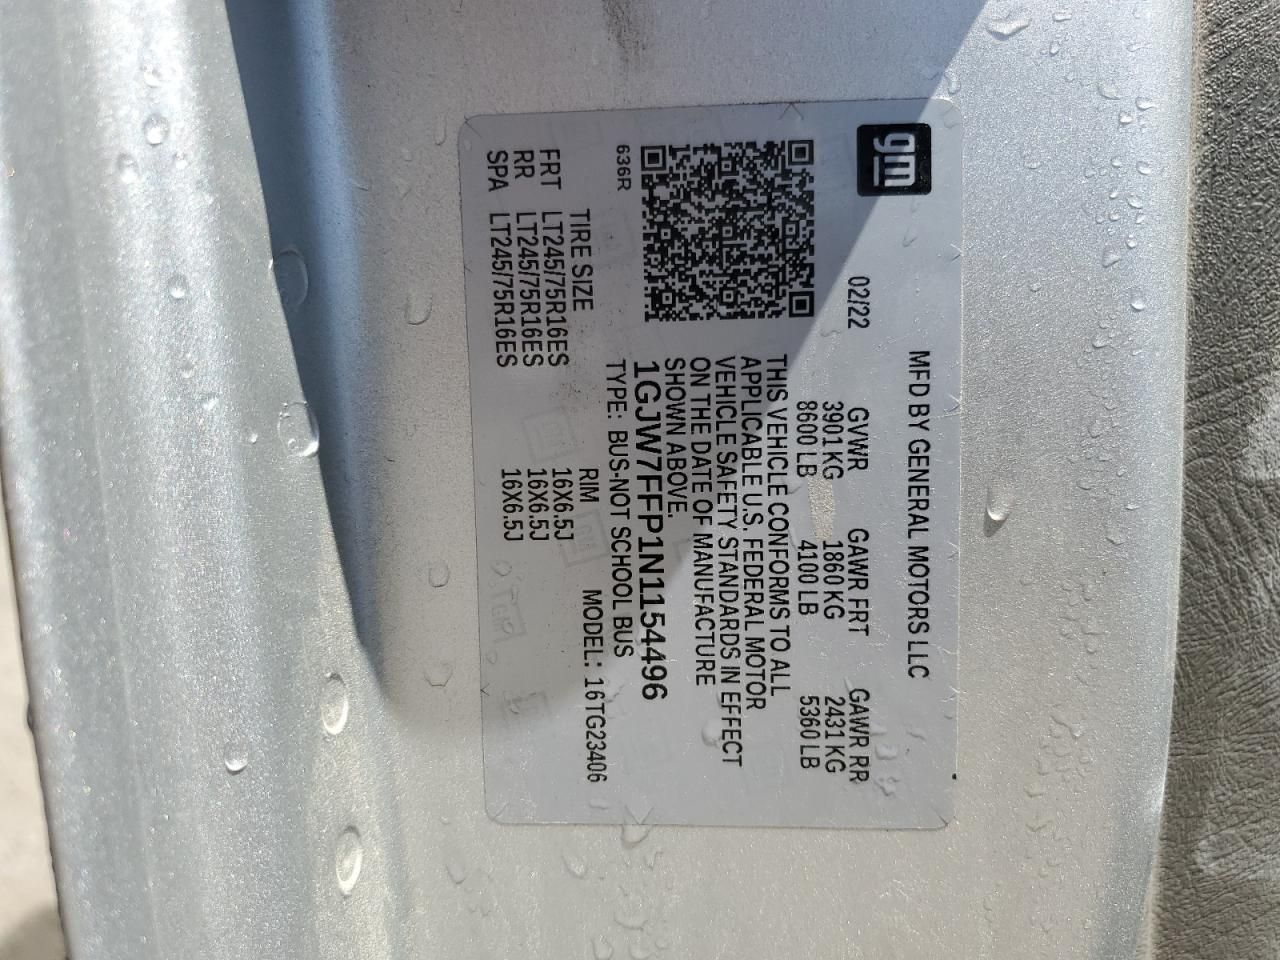 gm
MFD BY GENERAL MOTORS LLC
02/22 GVWR GAWR FRT GAWR RR
3901 KG 1860 KG 2431 KG
8600 LB 4100 LB 5360 LB
THIS VEHICLE CONFORMS TO ALL
APPLICABLE U.S. FEDERAL MOTOR
VEHICLE SAFETY STANDARDS IN EFFECT
ON THE DATE OF MANUFACTURE
SHOWN ABOVE.
1GJW7FFP1N1154496
636R TYPE: BUS-NOT SCHOOL BUS
TIRE SIZE RIM MODEL: 16TG23406
FRT LT245/75R16ES 16X6.5J
RR LT245/75R16ES 16X6.5J
SPA LT245/75R16ES 16X6.5J